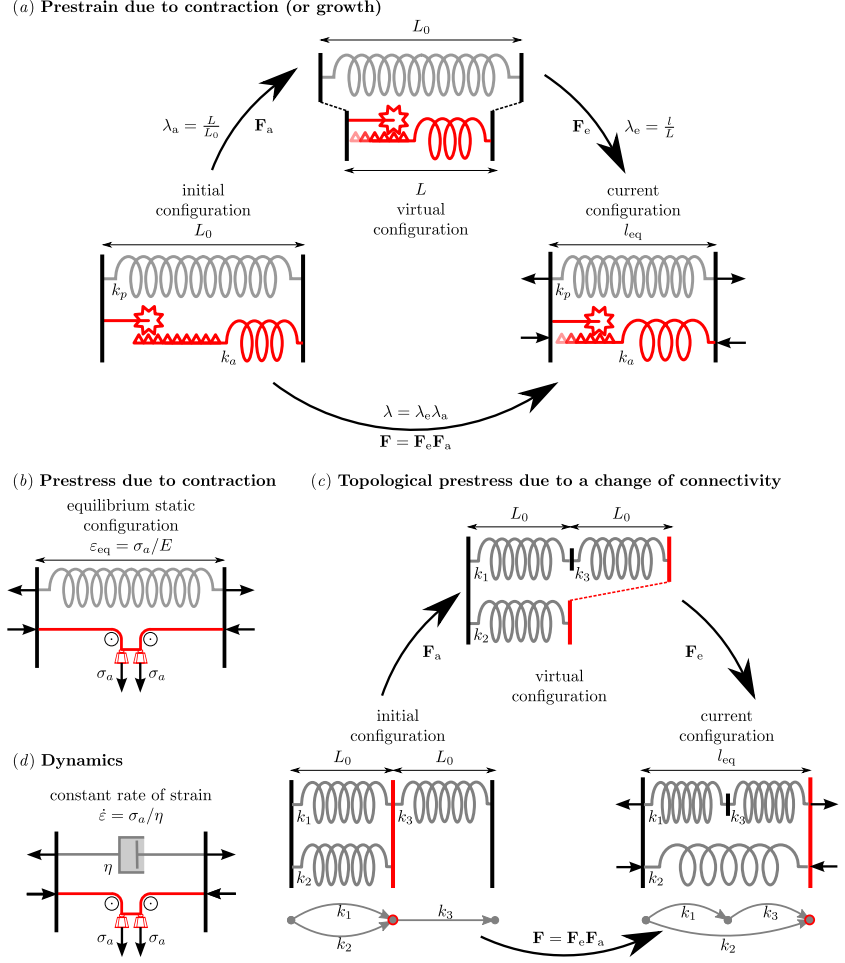 (a) Prestrain due to contraction (or growth)
L₀
λₐ = L/L₀
Fₐ
Fₑ
λₑ = l/L
L
virtual
configuration
initial
configuration
L₀
kₚ
kₐ
current
configuration
l_eq
kₚ
kₐ
λ = λₑλₐ
F = FₑFₐ
(b) Prestress due to contraction
equilibrium static
configuration
ε_eq = σₐ/E
σₐ σₐ
(c) Topological prestress due to a change of connectivity
L₀ L₀
k₁ k₃
k₂
Fₐ
Fₑ
virtual
configuration
initial
configuration
L₀ L₀
k₁ k₃
k₂
k₁ k₃
k₂
current
configuration
l_eq
k₁ k₃
k₂
k₁ k₃
k₂
F = FₑFₐ
(d) Dynamics
constant rate of strain
ε̇ = σₐ/η
η
σₐ σₐ